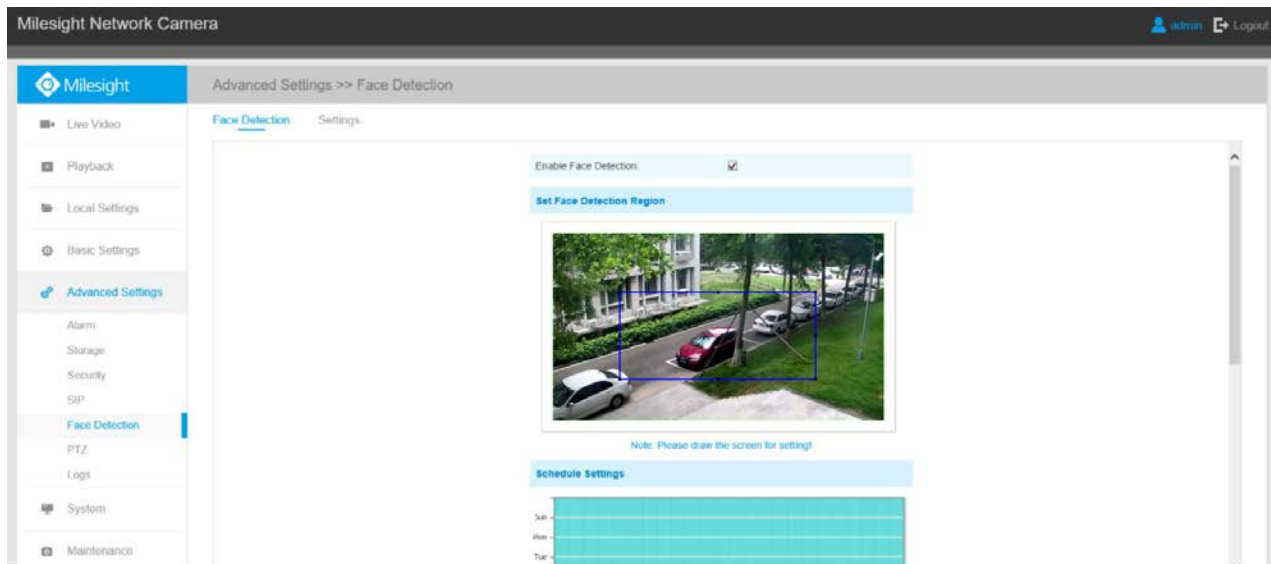 Milesight Network Camera
admin Logout
Milesight
Advanced Settings >> Face Detection
Live Video
Playback
Local Settings
Basic Settings
Advanced Settings
Alarm
Storage
Security
SIP
Face Detection
PTZ
Logs
System
Maintenance
Face Detection Settings
Enable Face Detection:
Set Face Detection Region
Note: Please draw the screen for setting!
Schedule Settings
Sun
Mon
Tue